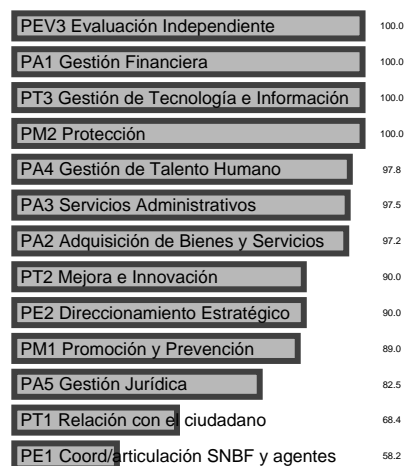 PEV3 Evaluación Independiente 100.0
PA1 Gestión Financiera 100.0
PT3 Gestión de Tecnología e Información 100.0
PM2 Protección 100.0
PA4 Gestión de Talento Humano 97.8
PA3 Servicios Administrativos 97.5
PA2 Adquisición de Bienes y Servicios 97.2
PT2 Mejora e Innovación 90.0
PE2 Direccionamiento Estratégico 90.0
PM1 Promoción y Prevención 89.0
PA5 Gestión Jurídica 82.5
PT1 Relación con el ciudadano 68.4
PE1 Coord/articulación SNBF y agentes 58.2